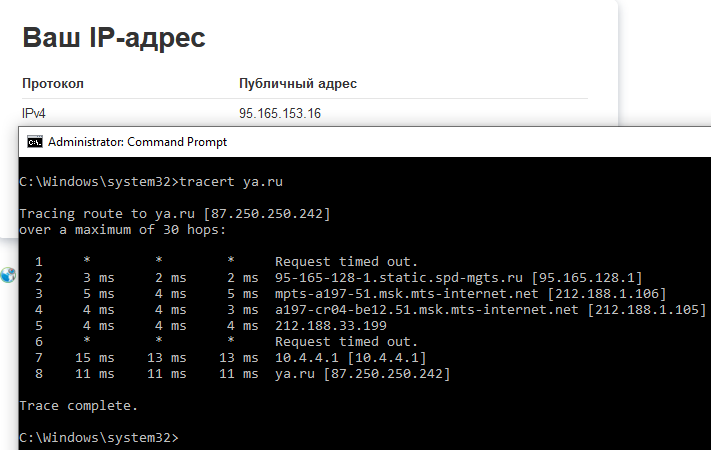 Ваш IP-адрес
Протокол Публичный адрес
IPv4 95.165.153.16
Administrator: Command Prompt
C:\Windows\system32>tracert ya.ru
Tracing route to ya.ru [87.250.250.242]
over a maximum of 30 hops:
1 * * * Request timed out.
2 3 ms 2 ms 2 ms 95-165-128-1.static.spd-mgts.ru [95.165.128.1]
3 5 ms 4 ms 5 ms mpts-a197-51.msk.mts-internet.net [212.188.1.106]
4 4 ms 4 ms 3 ms a197-cr04-be12.51.msk.mts-internet.net [212.188.1.105]
5 4 ms 4 ms 4 ms 212.188.33.199
6 * * * Request timed out.
7 15 ms 13 ms 13 ms 10.4.4.1 [10.4.4.1]
8 11 ms 11 ms 11 ms ya.ru [87.250.250.242]
Trace complete.
C:\Windows\system32>